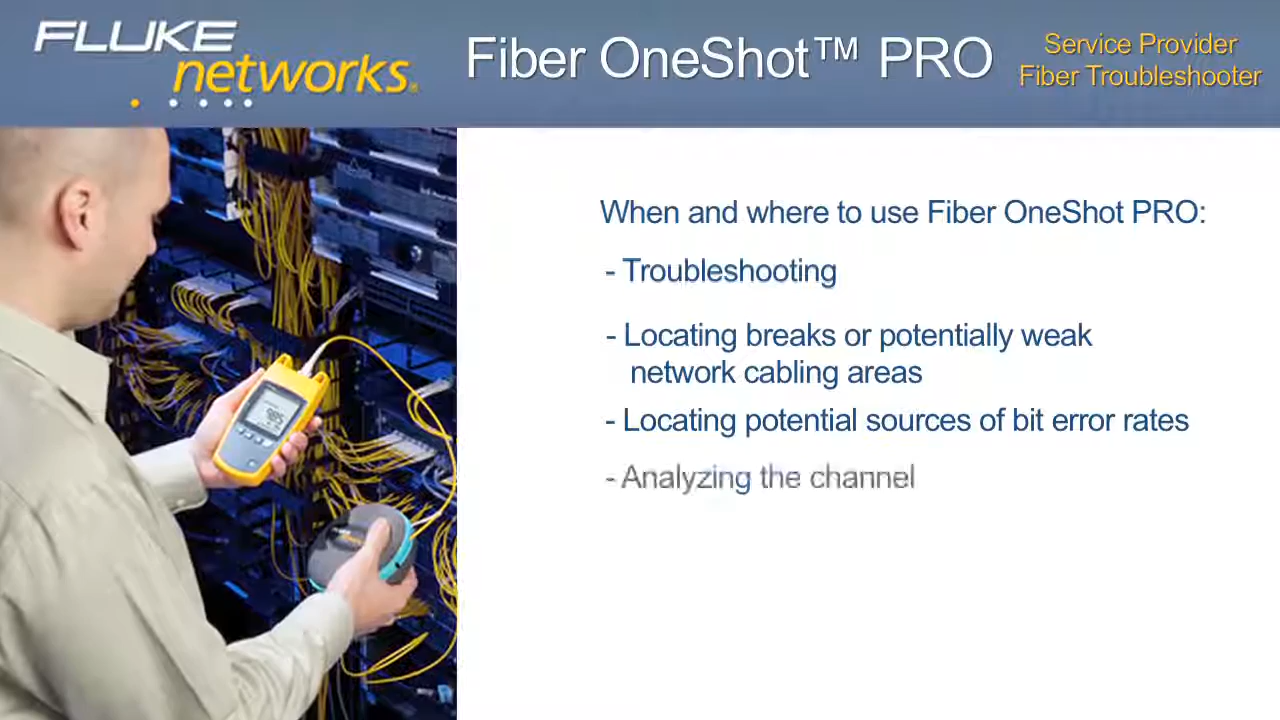 FLUKE
networks®
Fiber OneShot™ PRO
Service Provider
Fiber Troubleshooter
When and where to use Fiber OneShot PRO:
- Troubleshooting
- Locating breaks or potentially weak
network cabling areas
- Locating potential sources of bit error rates
- Analyzing the channel